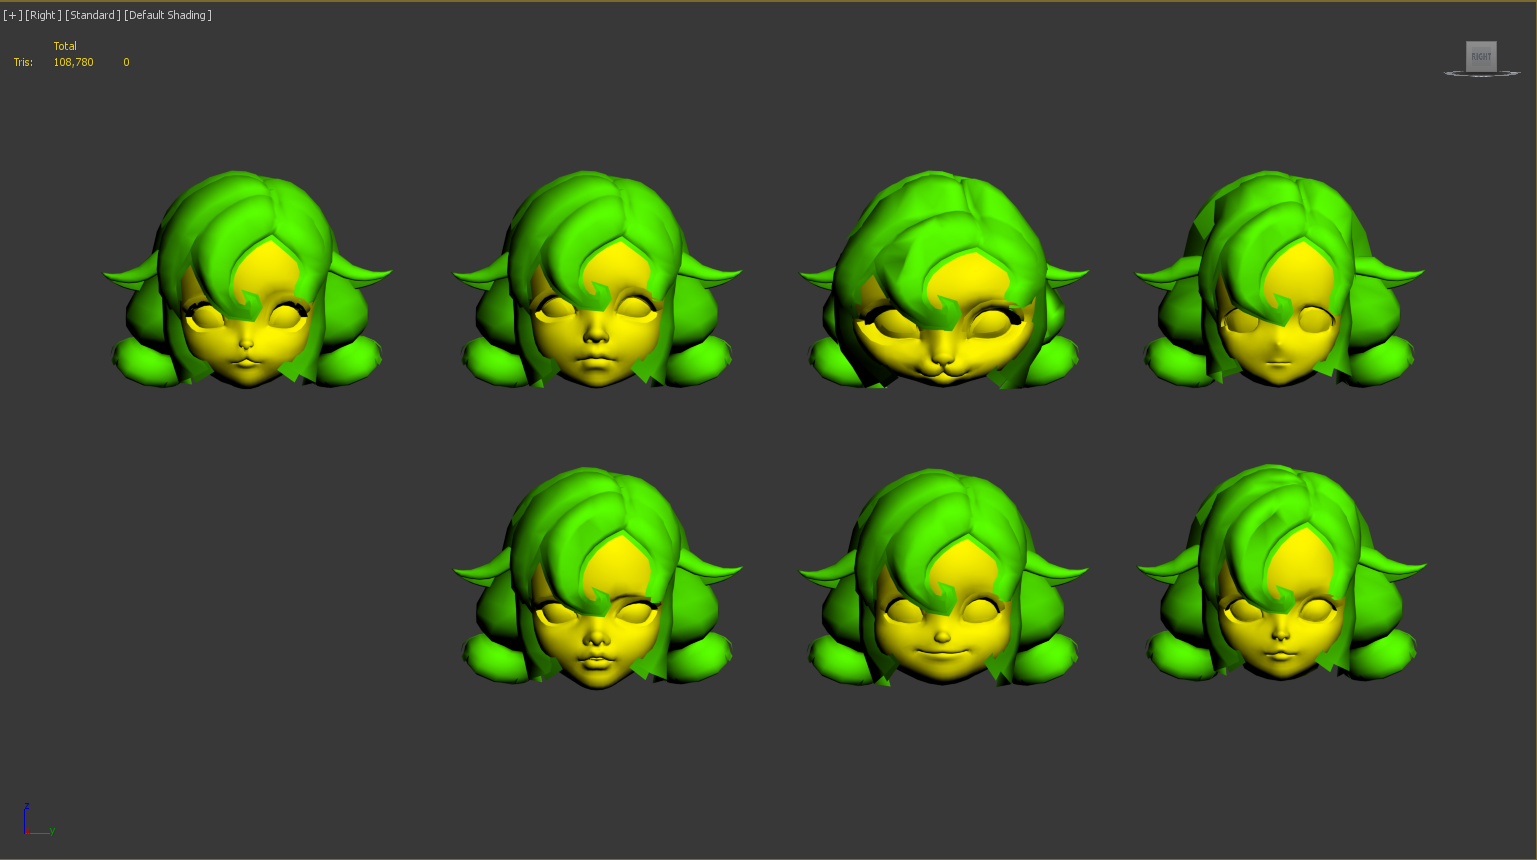 [+] [Right] [Standard] [Default Shading]
Total
Tris: 108,780 0
RIGHT
z
y